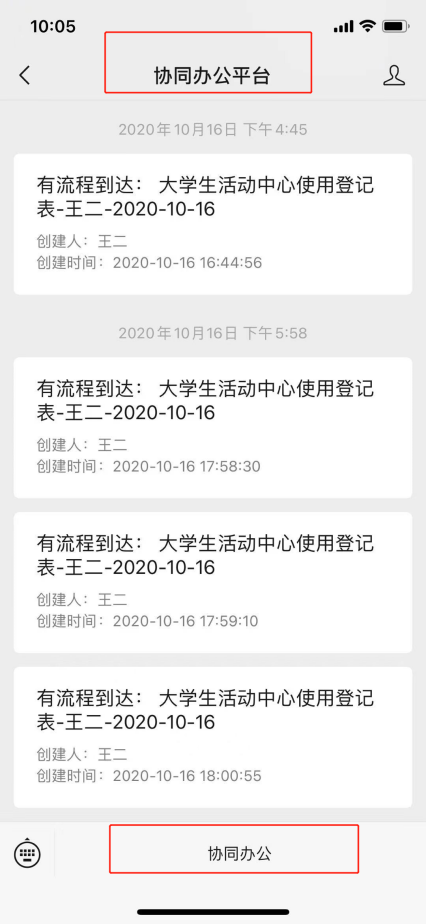 10:05
协同办公平台
2020年10月16日 下午4:45
有流程到达： 大学生活动中心使用登记
表-王二-2020-10-16
创建人：王二
创建时间：2020-10-16 16:44:56
2020年10月16日 下午5:58
有流程到达： 大学生活动中心使用登记
表-王二-2020-10-16
创建人：王二
创建时间：2020-10-16 17:58:30
有流程到达： 大学生活动中心使用登记
表-王二-2020-10-16
创建人：王二
创建时间：2020-10-16 17:59:10
有流程到达： 大学生活动中心使用登记
表-王二-2020-10-16
创建人：王二
创建时间：2020-10-16 18:00:55
协同办公